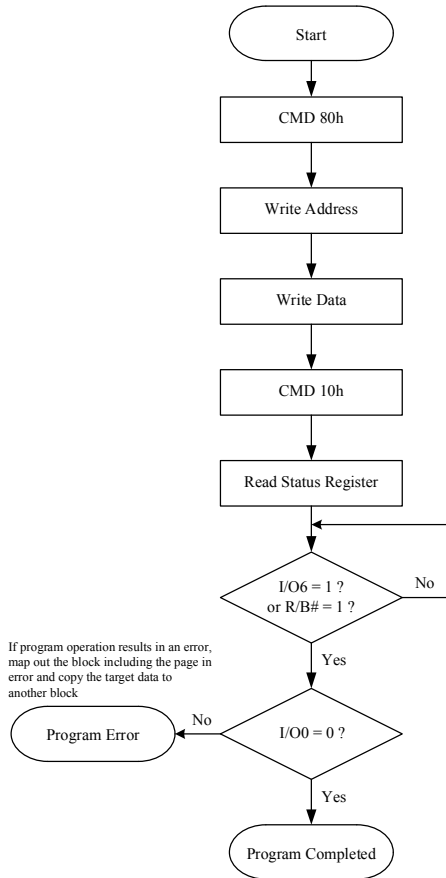 Start
CMD 80h
Write Address
Write Data
CMD 10h
Read Status Register
I/O6 = 1 ?
or R/B# = 1 ?
No
Yes
If program operation results in an error,
map out the block including the page in
error and copy the target data to
another block
Program Error
No
I/O0 = 0 ?
Yes
Program Completed